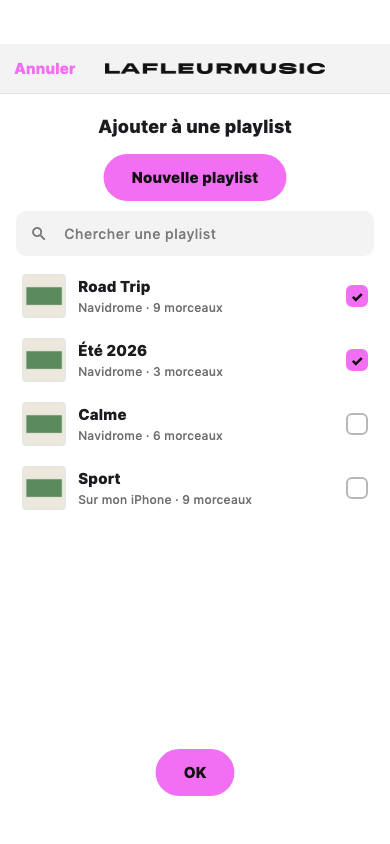 Annuler
LAFLEURMUSIC
Ajouter à une playlist
Nouvelle playlist
Chercher une playlist
Road Trip
Navidrome · 9 morceaux
Été 2026
Navidrome · 3 morceaux
Calme
Navidrome · 6 morceaux
Sport
Sur mon iPhone · 9 morceaux
OK